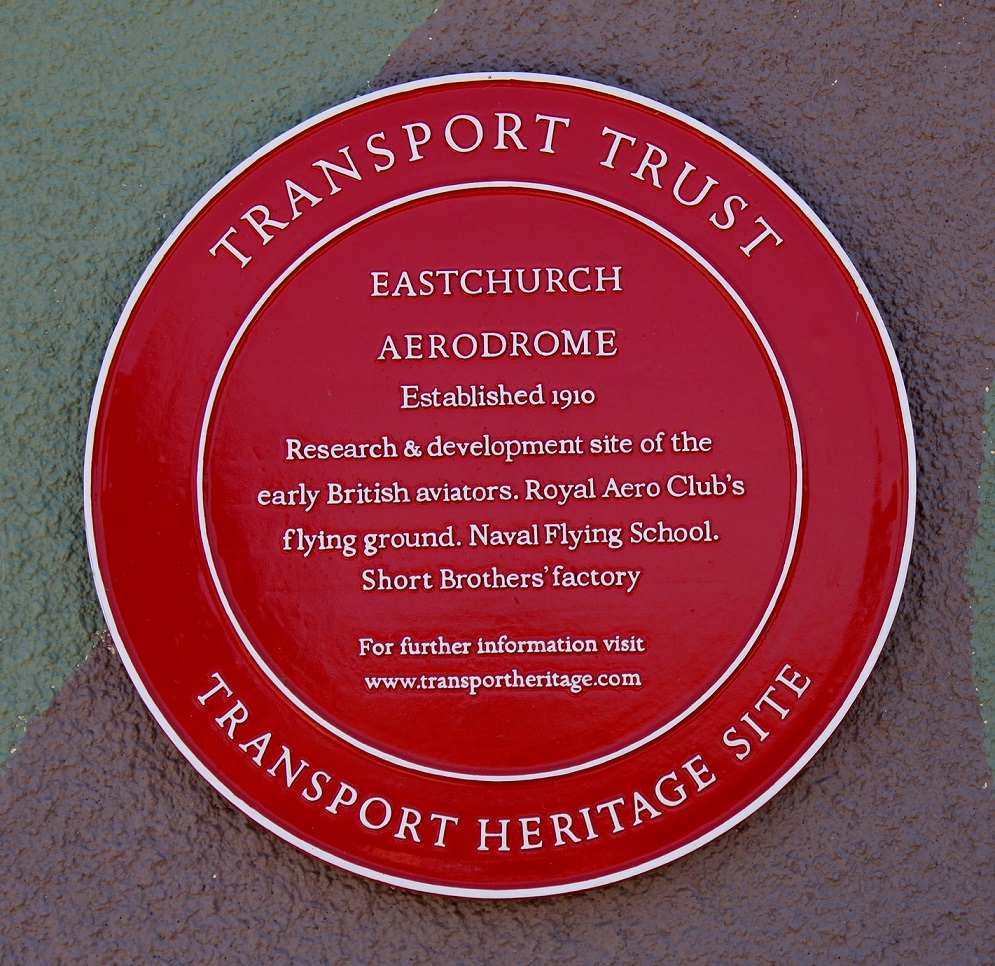 TRANSPORT TRUST
EASTCHURCH
AERODROME
Established 1910
Research & development site of the
early British aviators. Royal Aero Club's
flying ground. Naval Flying School.
Short Brothers' factory
For further information visit
www.transportheritage.com
TRANSPORT HERITAGE SITE